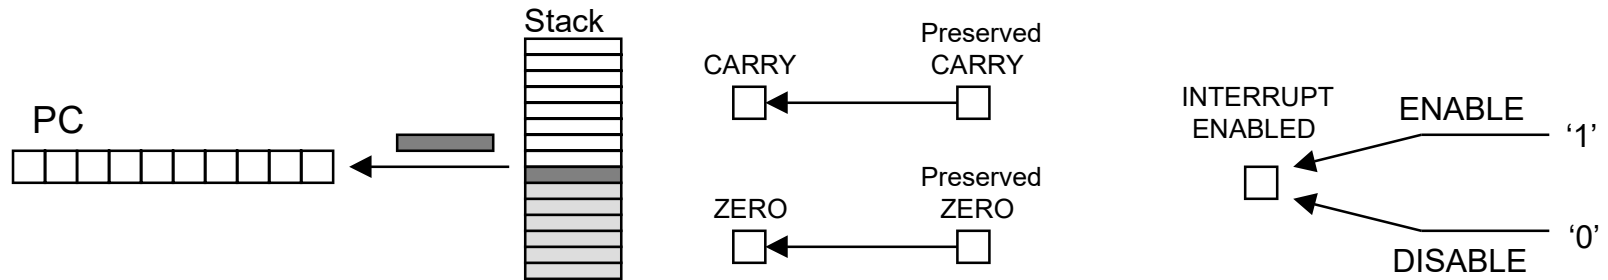 Stack
PC
CARRY
Preserved
CARRY
ZERO
Preserved
ZERO
INTERRUPT
ENABLED
ENABLE
‘1’
DISABLE
‘0’